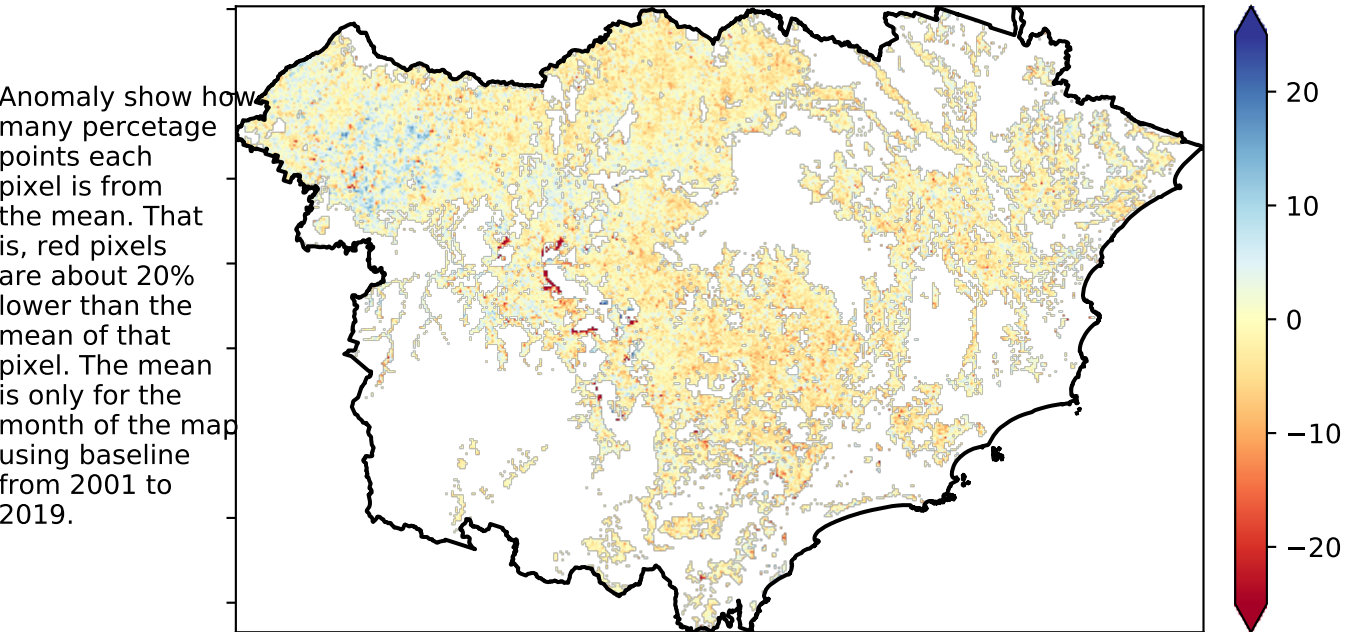 Anomaly show how
many percetage
points each
pixel is from
the mean. That
is, red pixels
are about 20%
lower than the
mean of that
pixel. The mean
is only for the
month of the map
using baseline
from 2001 to
2019.
20
10
0
−10
−20